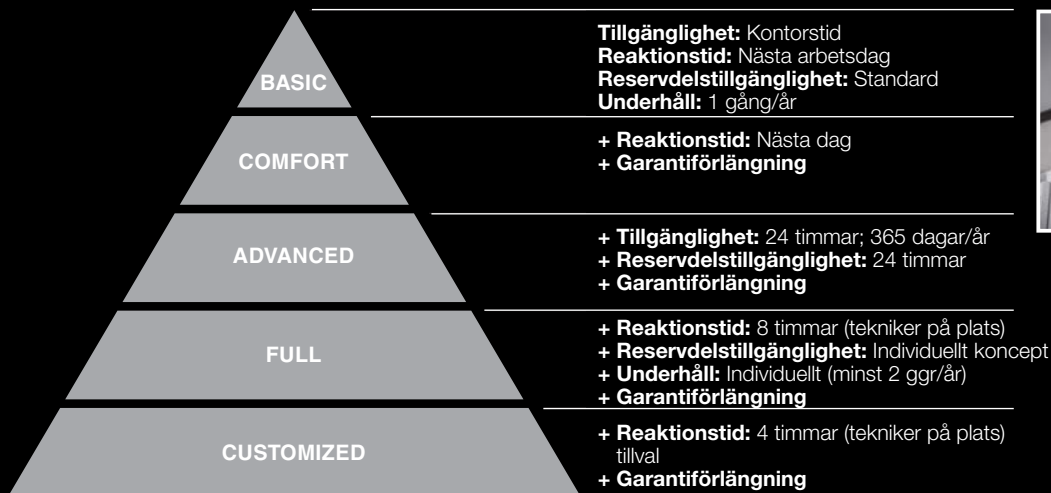 BASIC
Tillgänglighet: Kontorstid
Reaktionstid: Nästa arbetsdag
Reservdelstillgänglighet: Standard
Underhåll: 1 gång/år
COMFORT
+ Reaktionstid: Nästa dag
+ Garantiförlängning
ADVANCED
+ Tillgänglighet: 24 timmar; 365 dagar/år
+ Reservdelstillgänglighet: 24 timmar
+ Garantiförlängning
FULL
+ Reaktionstid: 8 timmar (tekniker på plats)
+ Reservdelstillgänglighet: Individuellt koncept
+ Underhåll: Individuellt (minst 2 ggr/år)
+ Garantiförlängning
CUSTOMIZED
+ Reaktionstid: 4 timmar (tekniker på plats)
tillval
+ Garantiförlängning